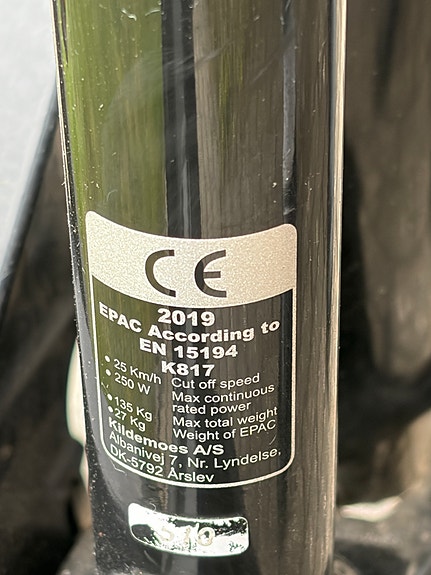 CE
2019
EPAC According to
EN 15194
K817
• 25 Km/h Cut off speed
• 250 W Max continuous
rated power
• 135 Kg Max total weight
• 27 Kg Weight of EPAC
Kildemoes A/S
Albanivej 7, Nr. Lyndelse,
DK-5792 Årslev